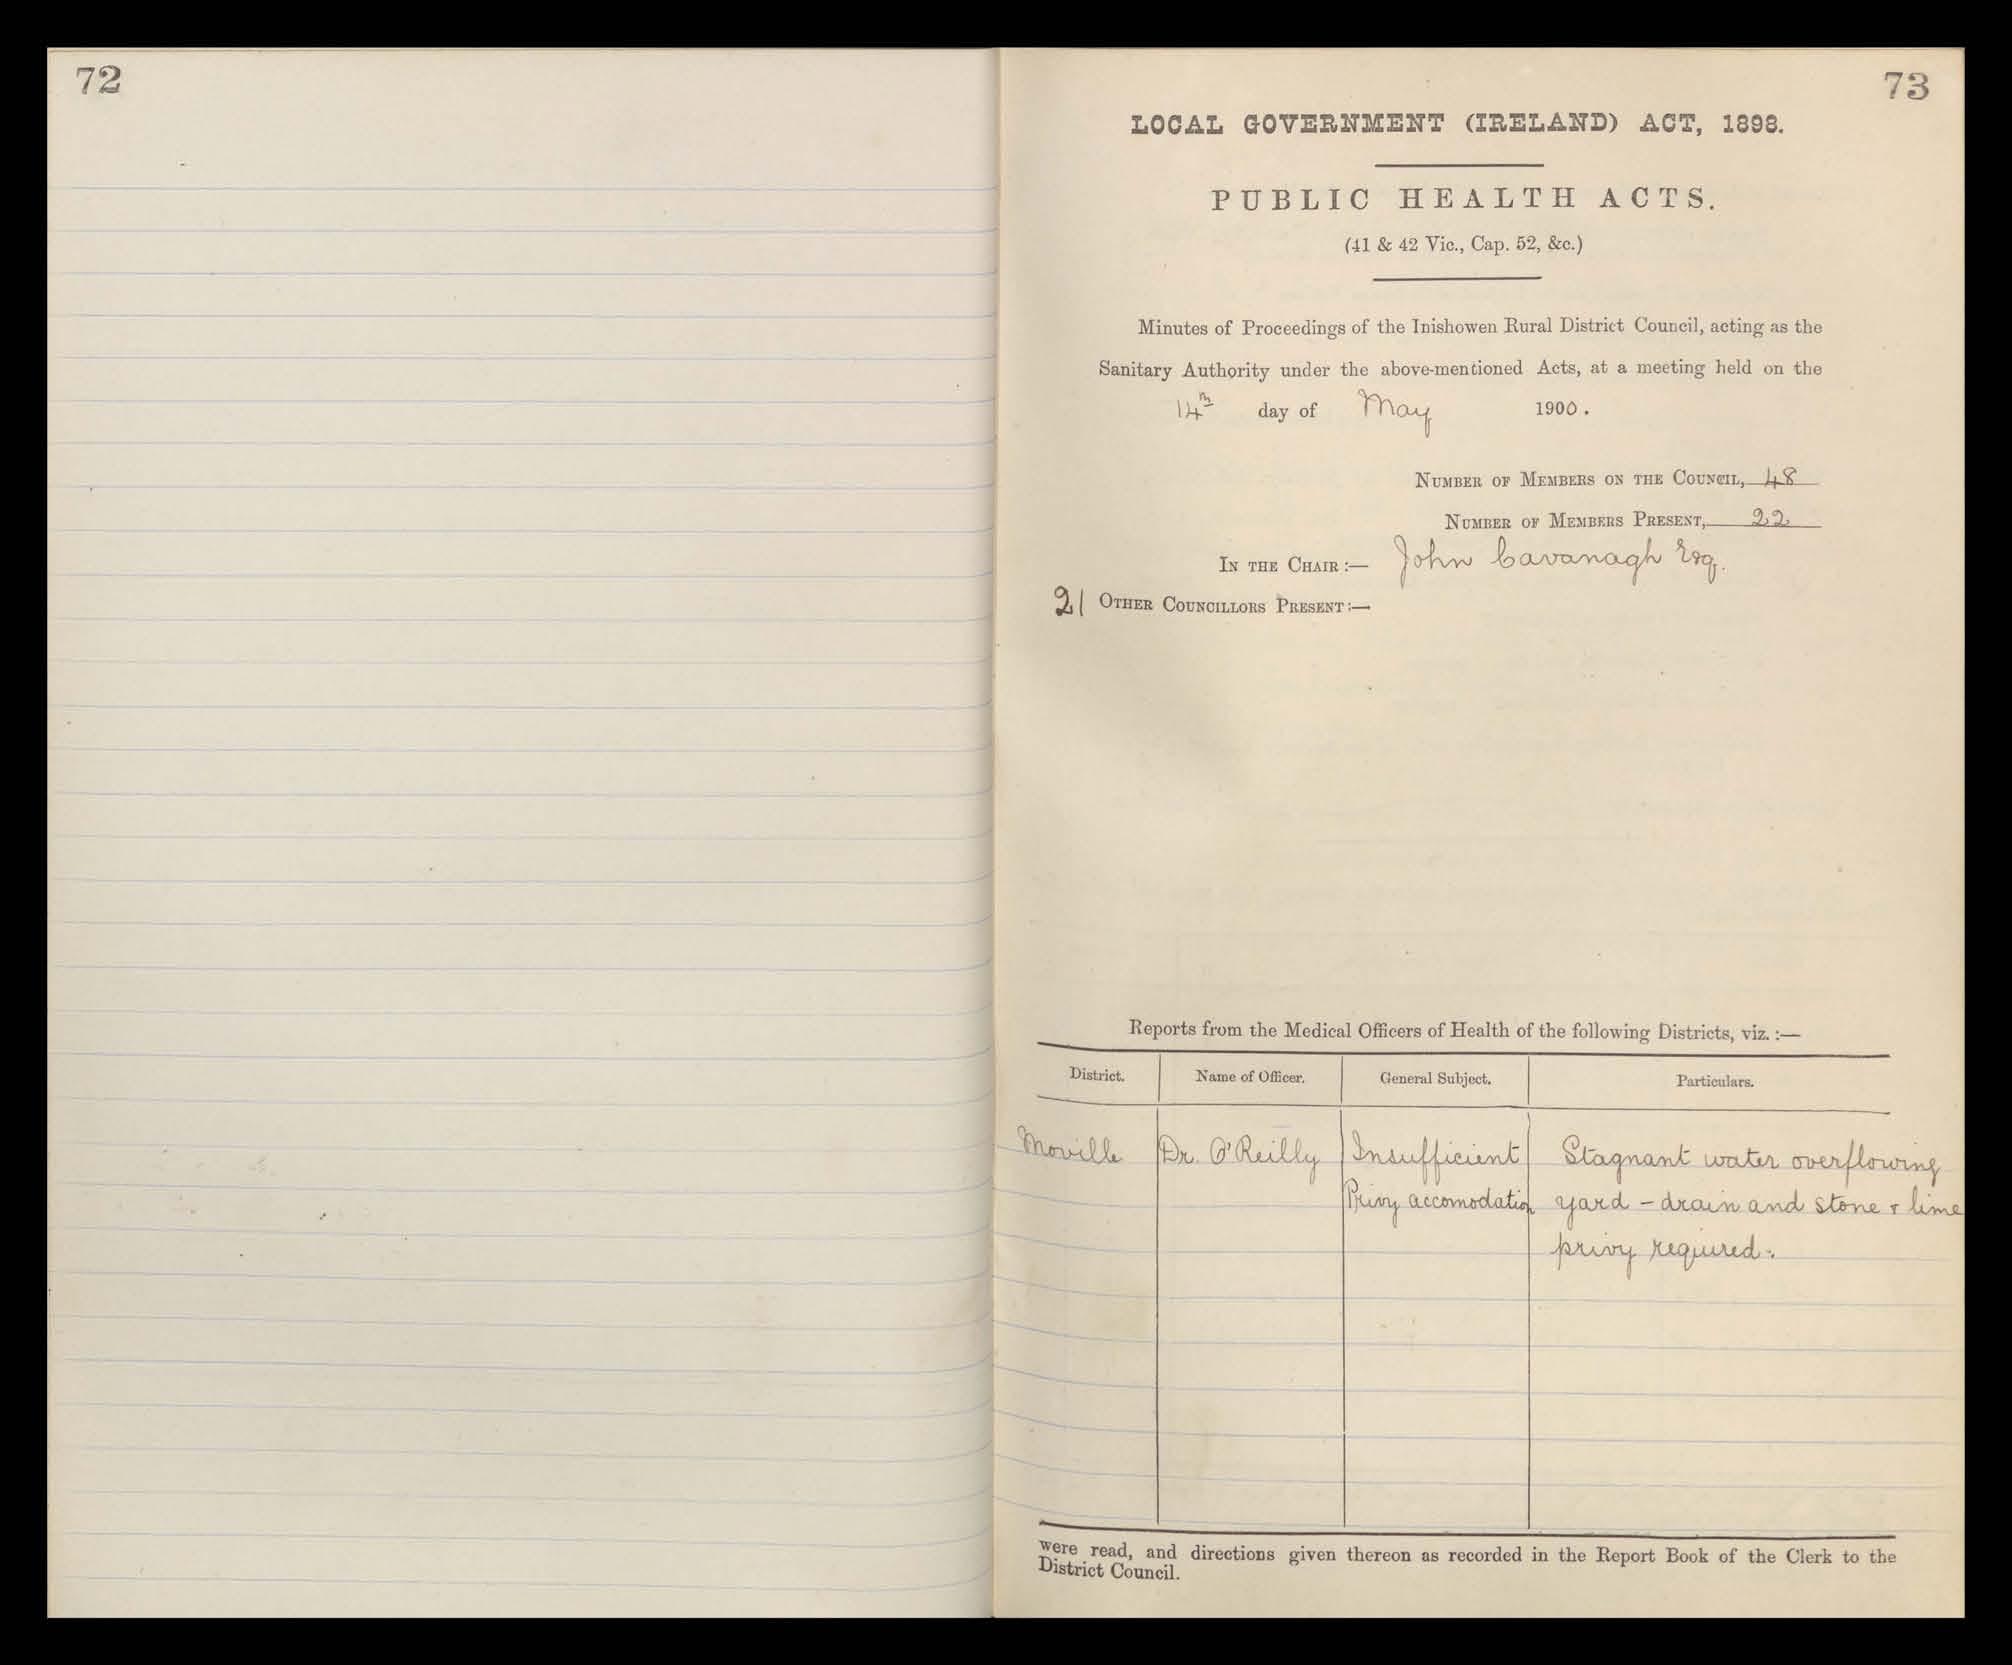 72
73
LOCAL GOVERNMENT (IRELAND) ACT, 1898.
PUBLIC HEALTH ACTS.
(41 & 42 Vic., Cap. 52, &c.)
Minutes of Proceedings of the Inishowen Rural District Council, acting as the
Sanitary Authority under the above-mentioned Acts, at a meeting held on the
14th day of May 1900.
NUMBER OF MEMBERS ON THE COUNCIL, 48
NUMBER OF MEMBERS PRESENT, 22
IN THE CHAIR :— John Cavanagh Esq.
21 OTHER COUNCILLORS PRESENT :—
Reports from the Medical Officers of Health of the following Districts, viz. :—
District. Name of Officer. General Subject. Particulars.
Moville Dr. O'Reilly Insufficient Stagnant water overflowing
Privy accomodation yard – drain and stone & lime
privy required.
were read, and directions given thereon as recorded in the Report Book of the Clerk to the
District Council.